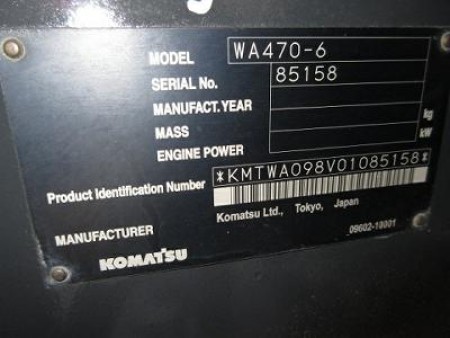 MODEL WA470-6
SERIAL No. 85158
MANUFACT.YEAR
MASS kg
ENGINE POWER kW
Product Identification Number *KMTWA098V01085158*
Komatsu Ltd., Tokyo, Japan
MANUFACTURER
KOMATSU 09602-10001